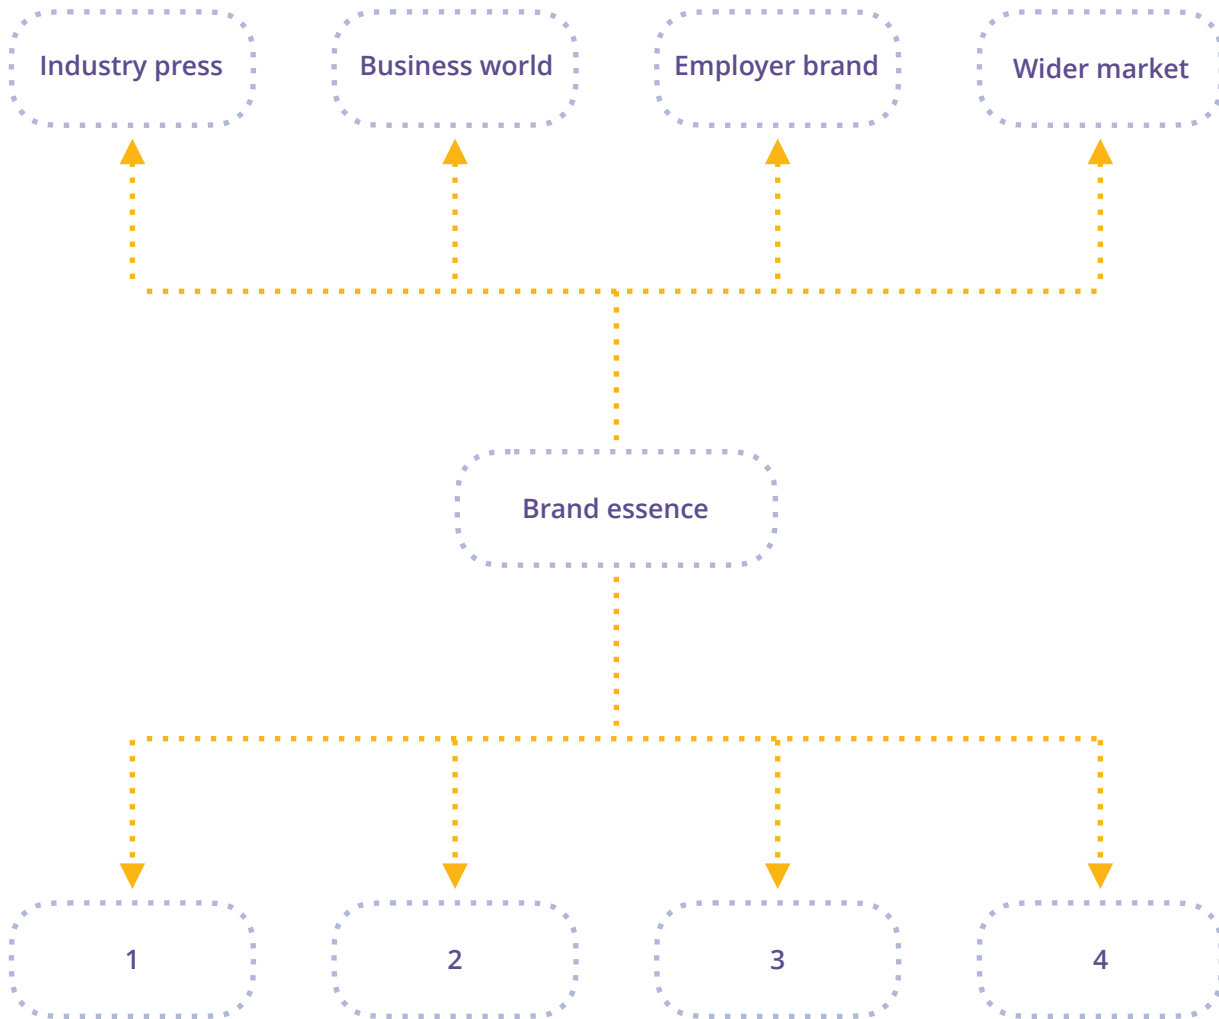 Industry press
Business world
Employer brand
Wider market
Brand essence
1
2
3
4